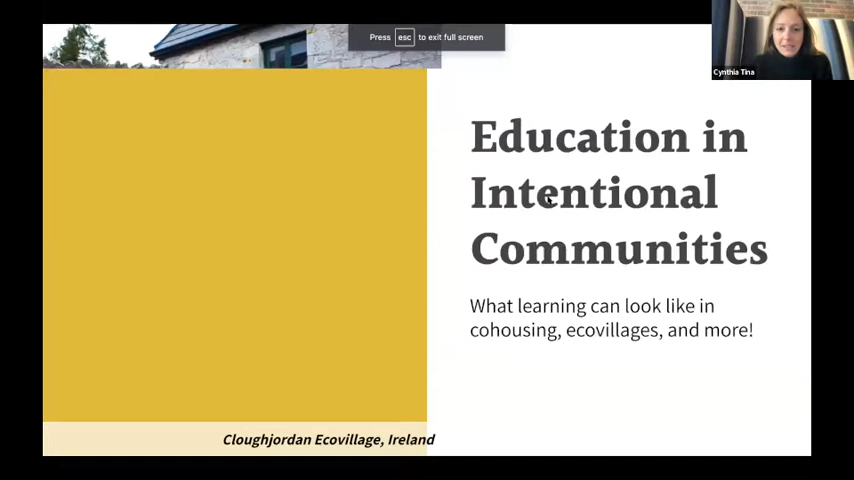 Press esc to exit full screen
Cynthia Tina
Education in
Intentional
Communities
What learning can look like in
cohousing, ecovillages, and more!
Cloughjordan Ecovillage, Ireland